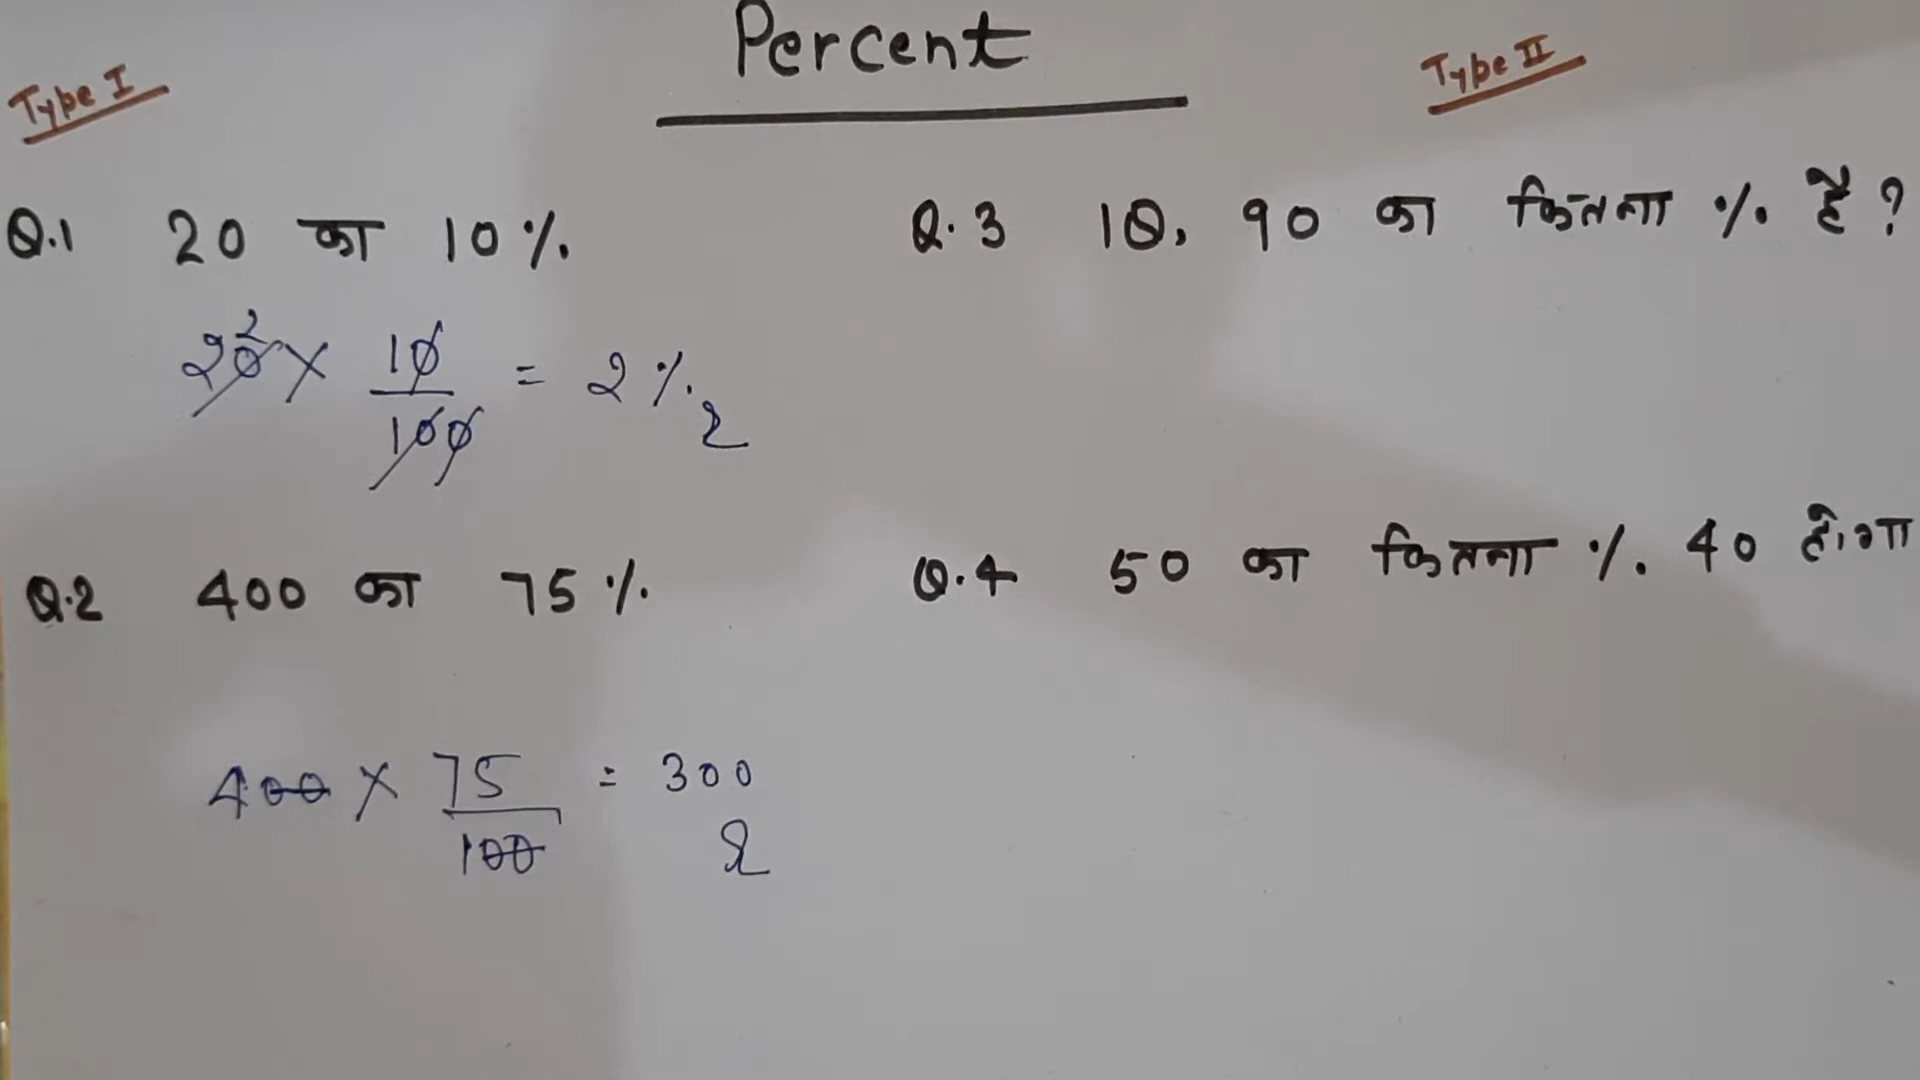 Percent
Type I
Q.1 20 का 10%.
20 2 × 10/100 = 2%.
Q.2 400 का 75%.
400 × 75/100 = 300
Type II
Q.3 10, 90 का कितना %. है?
Q.4 50 का कितना %. 40 होगा